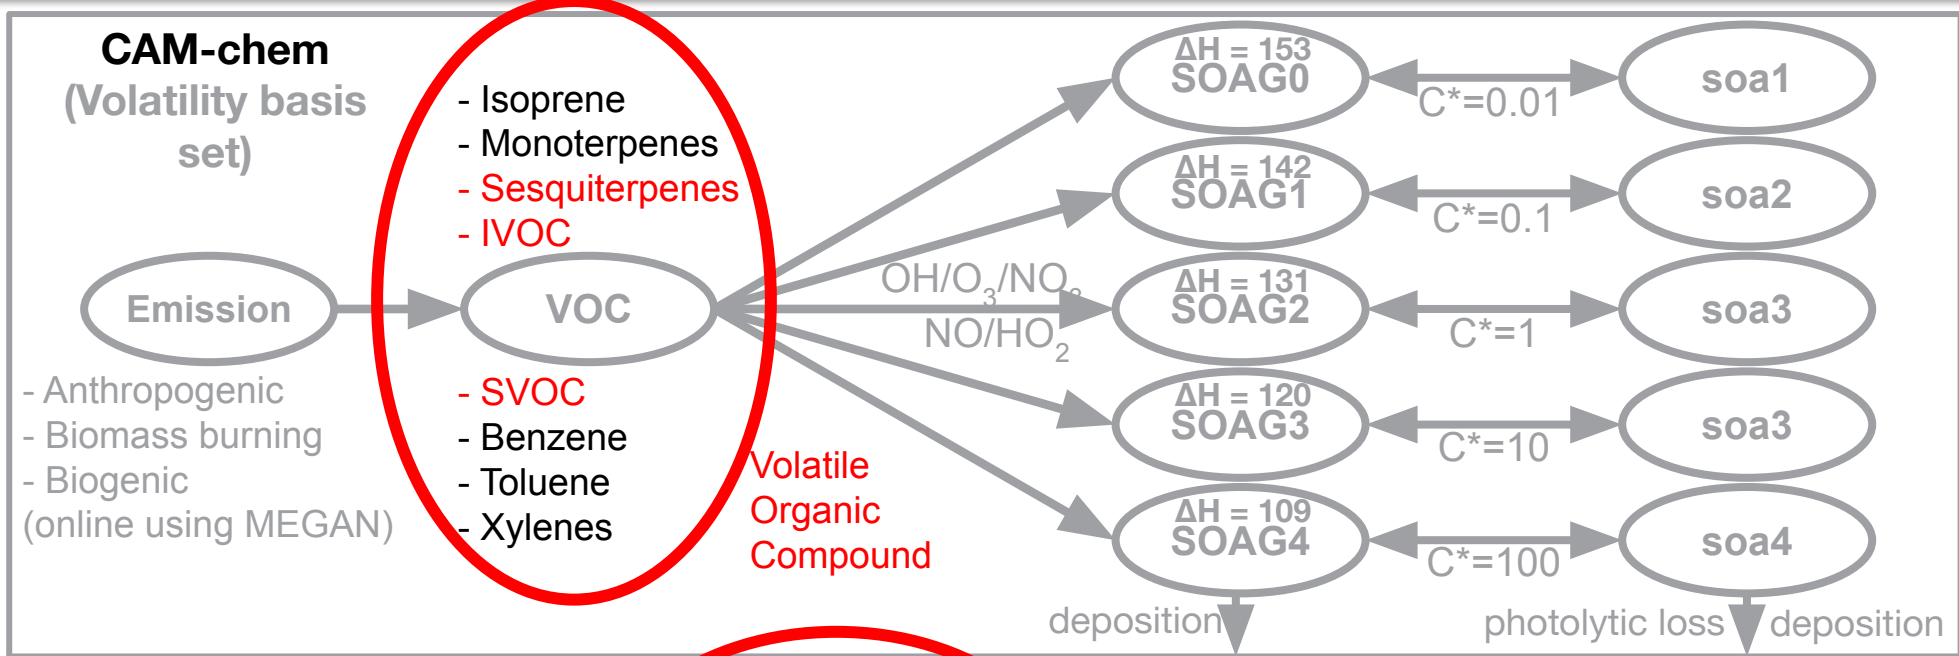 CAM-chem
(Volatility basis
set)
- Isoprene
- Monoterpenes
- Sesquiterpenes
- IVOC
Emission
VOC
- Anthropogenic
- Biomass burning
- Biogenic
(online using MEGAN)
- SVOC
- Benzene
- Toluene
- Xylenes
Volatile
Organic
Compound
OH/O3/NO3
NO/HO2
ΔH = 153
SOAG0
C*=0.01
soa1
ΔH = 142
SOAG1
C*=0.1
soa2
ΔH = 131
SOAG2
C*=1
soa3
ΔH = 120
SOAG3
C*=10
soa3
ΔH = 109
SOAG4
C*=100
soa4
deposition
photolytic loss
deposition